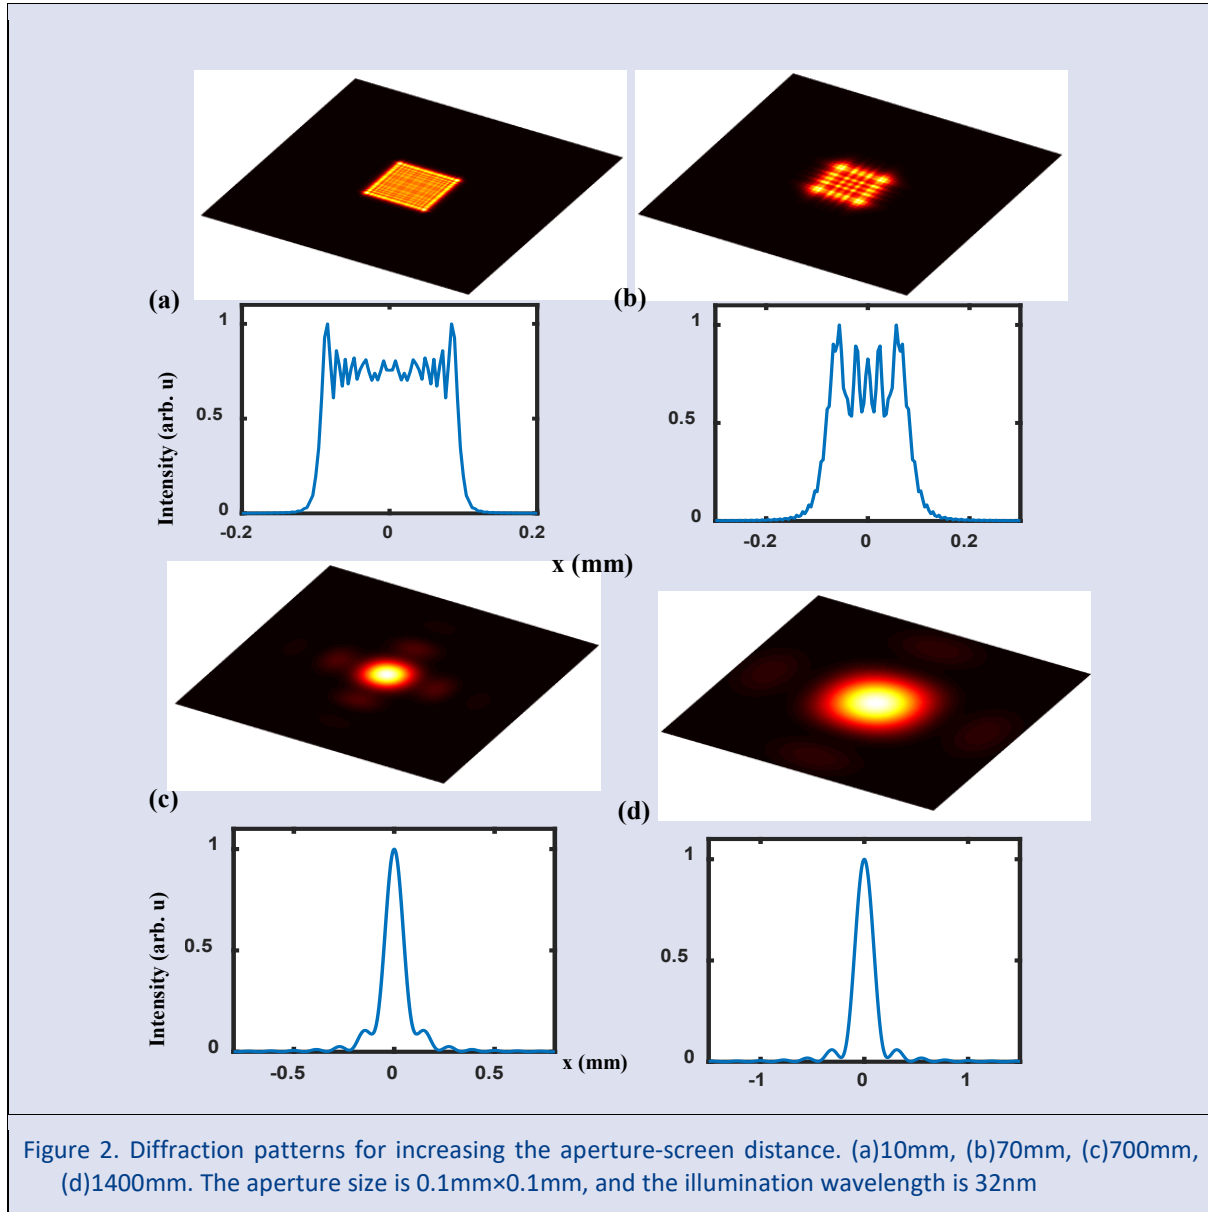 (a)
(b)
Intensity (arb. u)
1
0.5
0
-0.2
0
0.2
1
0.5
0
-0.2
0
0.2
x (mm)
(c)
(d)
Intensity (arb. u)
1
0.5
0
-0.5
0
0.5
x (mm)
1
0.5
0
-1
0
1
Figure 2. Diffraction patterns for increasing the aperture-screen distance. (a)10mm, (b)70mm, (c)700mm,
(d)1400mm. The aperture size is 0.1mm×0.1mm, and the illumination wavelength is 32nm